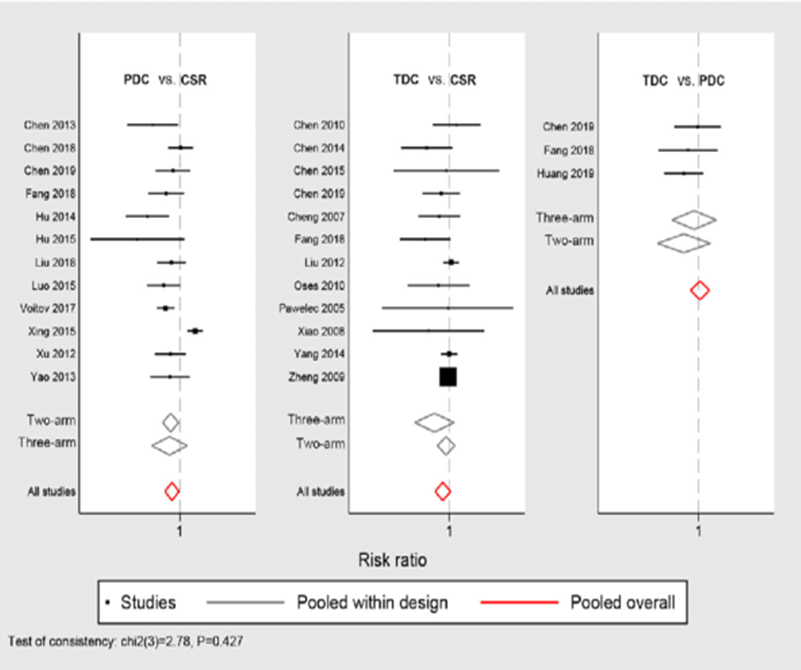 PDC vs. CSR
Chen 2013
Chen 2018
Chen 2019
Fang 2018
Hu 2014
Hu 2015
Liu 2018
Luo 2015
Voitov 2017
Xing 2015
Xu 2012
Yao 2013
Two-arm
Three-arm
All studies
1
TDC vs. CSR
Chen 2010
Chen 2014
Chen 2015
Chen 2019
Cheng 2007
Fang 2018
Liu 2012
Oses 2010
Pawelec 2005
Xiao 2008
Yang 2014
Zheng 2009
Three-arm
Two-arm
All studies
1
TDC vs. PDC
Chen 2019
Fang 2018
Huang 2019
Three-arm
Two-arm
All studies
1
Risk ratio
Studies
Pooled within design
Pooled overall
Test of consistency: chi2(3)=2.78, P=0.427